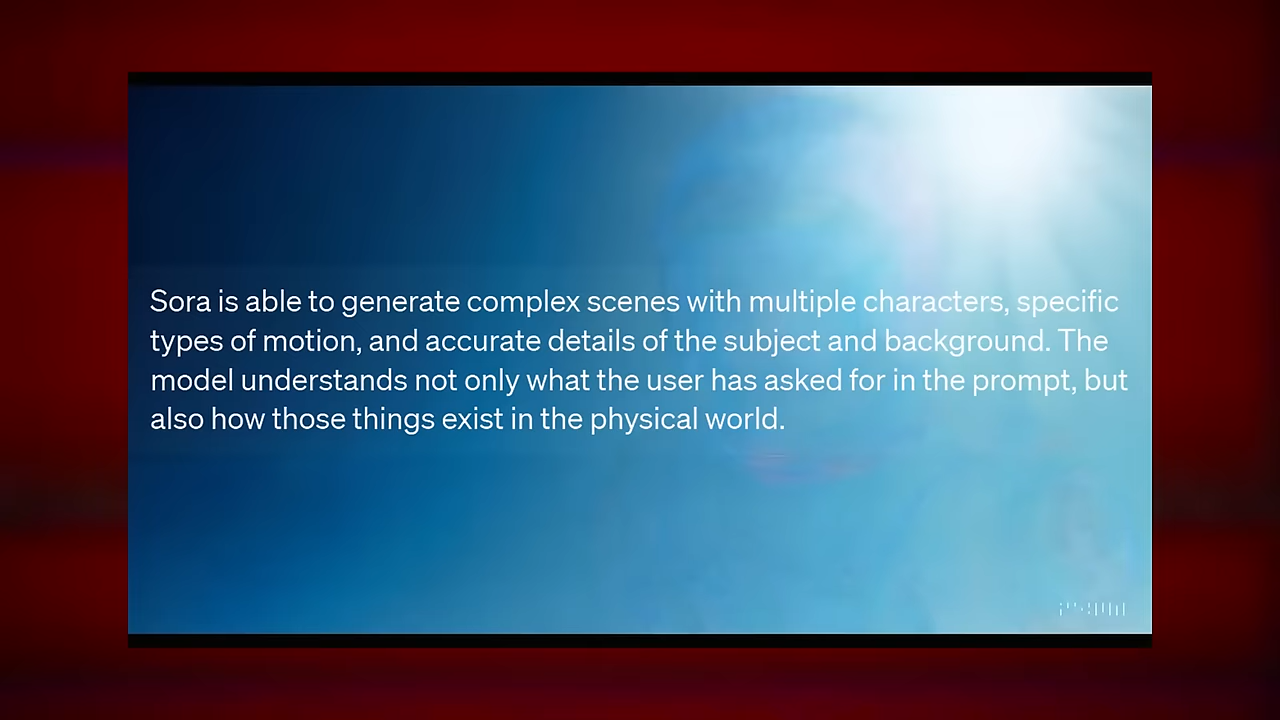 Sora is able to generate complex scenes with multiple characters, specific
types of motion, and accurate details of the subject and background. The
model understands not only what the user has asked for in the prompt, but
also how those things exist in the physical world.